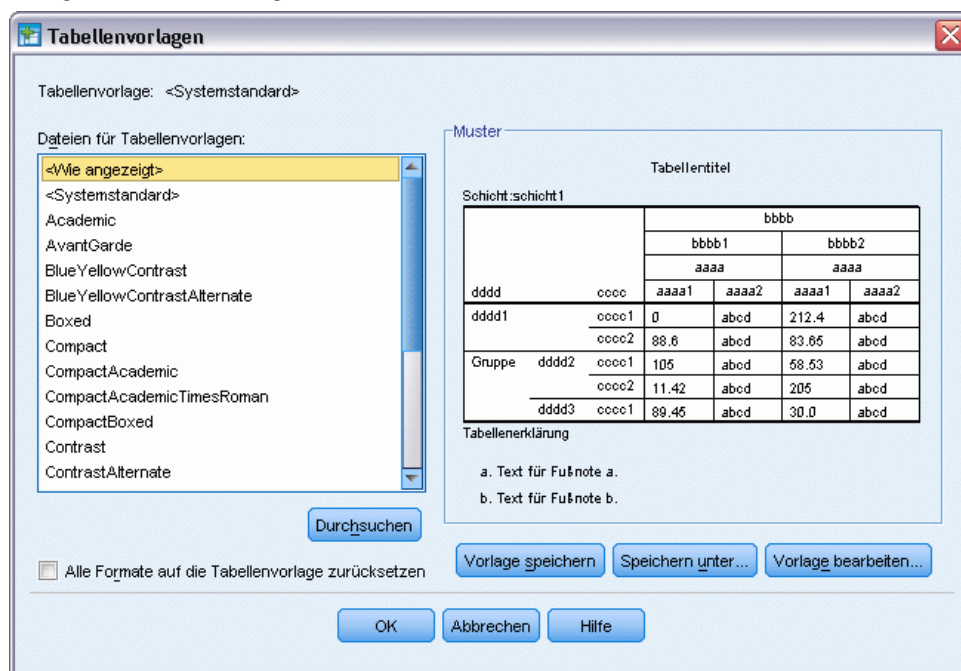 Tabellenvorlagen
Tabellenvorlage: <Systemstandard>
Dateien für Tabellenvorlagen:
<Wie angezeigt>
<Systemstandard>
Academic
AvantGarde
BlueYellowContrast
BlueYellowContrastAlternate
Boxed
Compact
CompactAcademic
CompactAcademicTimesRoman
CompactBoxed
Contrast
ContrastAlternate
Durchsuchen
Alle Formate auf die Tabellenvorlage zurücksetzen
Muster
Tabellentitel
Schicht:schicht1
bbbb
bbbb1 bbbb2
aaaa aaaa
dddd cccc aaaa1 aaaa2 aaaa1 aaaa2
dddd1 cccc1 0 abcd 212.4 abcd
cccc2 88.6 abcd 83.65 abcd
Gruppe dddd2 cccc1 105 abcd 58.53 abcd
cccc2 11.42 abcd 205 abcd
dddd3 cccc1 89.45 abcd 30.0 abcd
Tabellenerklärung
a. Text für Fußnote a.
b. Text für Fußnote b.
Vorlage speichern Speichern unter... Vorlage bearbeiten...
OK Abbrechen Hilfe